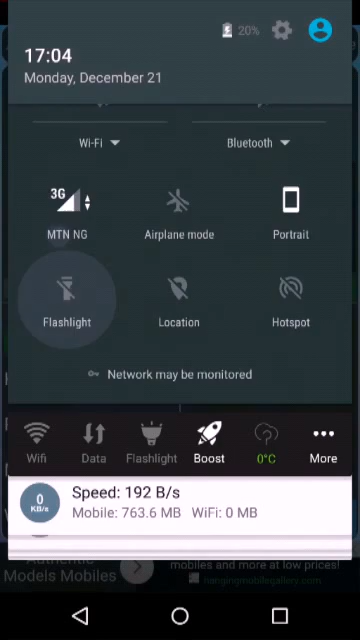 20%
17:04
Monday, December 21
Wi-Fi
Bluetooth
3G
MTN NG
Airplane mode
Portrait
Flashlight
Location
Hotspot
Network may be monitored
Wifi
Data
Flashlight
Boost
0°C
More
0
KB/s
Speed: 192 B/s
Mobile: 763.6 MB WiFi: 0 MB
Authentic
Models Mobiles
mobiles and more at low prices!